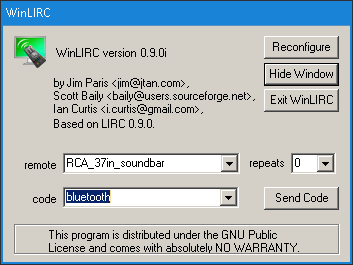 WinLIRC
WinLIRC version 0.9.0i
by Jim Paris <jim@jtan.com>,
Scott Baily <baily@users.sourceforge.net>,
Ian Curtis <i.curtis@gmail.com>,
Based on LIRC 0.9.0.
Reconfigure
Hide Window
Exit WinLIRC
remote RCA_37in_soundbar repeats 0
code bluetooth Send Code
This program is distributed under the GNU Public
License and comes with absolutely NO WARRANTY.